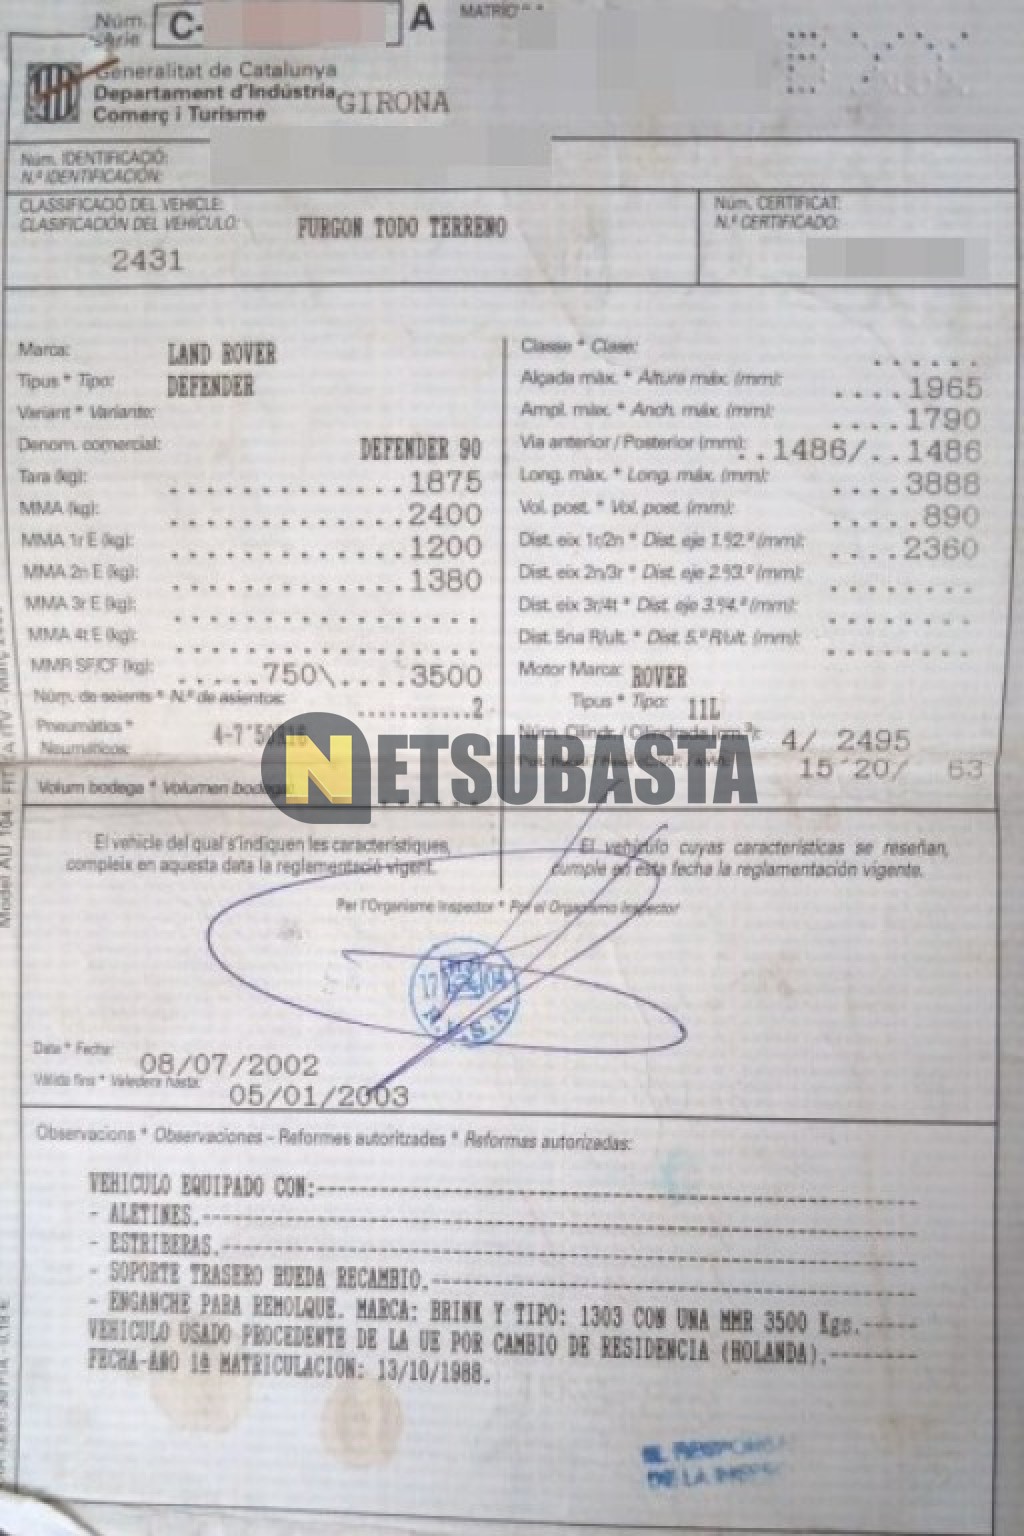 Núm. Sèrie C- A MATRÍC
Generalitat de Catalunya
Departament d'Indústria,
Comerç i Turisme
GIRONA
Núm. IDENTIFICACIÓ:
N.º IDENTIFICACIÓN:
CLASSIFICACIÓ DEL VEHICLE:
CLASIFICACIÓN DEL VEHÍCULO: FURGON TODO TERRENO
2431
Núm. CERTIFICAT:
N.º CERTIFICADO:
Marca: LAND ROVER
Tipus * Tipo: DEFENDER
Variant * Variante:
Denom. comercial: DEFENDER 90
Tara (kg): .............1875
MMA (kg): .............2400
MMA 1r E (kg): .............1200
MMA 2n E (kg): .............1380
MMA 3r E (kg):
MMA 4t E (kg):
MMR SF/CF (kg): .....750\....3500
Núm. de seients * N.º de asientos: ..........2
Pneumàtics *
Neumáticos: 4-7'50R16
Volum bodega * Volumen bodega:
Classe * Clase: ......
Alçada màx. * Altura máx. (mm): ....1965
Ampl. màx. * Anch. máx. (mm): ....1790
Via anterior / Posterior (mm): ..1486/..1486
Long. màx. * Long. máx. (mm): ....3888
Vol. post. * Vol. post. (mm): .....890
Dist. eix 1r/2n * Dist. eje 1.º/2.º (mm): ....2360
Dist. eix 2n/3r * Dist. eje 2.º/3.º (mm): ........
Dist. eix 3r/4t * Dist. eje 3.º/4.º (mm): ........
Dist. 5na R/ult. * Dist. 5.º R/ult. (mm): ........
Motor Marca: ROVER
Tipus * Tipo: 11L
Núm. Cilindr. / Cilindrada (cm3): 4/ 2495
15'20/ 63
NETSUBASTA
El vehicle del qual s'indiquen les característiques,
compleix en aquesta data la reglamentació vigent.
El vehículo cuyas características se reseñan,
cumple en esta fecha la reglamentación vigente.
Per l'Organisme Inspector * Por el Organismo Inspector
Data * Fecha: 08/07/2002
Vàlida fins * Valedera hasta: 05/01/2003
Observacions * Observaciones - Reformes autoritzades * Reformas autorizadas:
VEHICULO EQUIPADO CON:
- ALETINES.
- ESTRIBERAS.
- SOPORTE TRASERO RUEDA RECAMBIO.
- ENGANCHE PARA REMOLQUE. MARCA: BRINK Y TIPO: 1303 CON UNA MMR 3500 Kgs.
VEHICULO USADO PROCEDENTE DE LA UE POR CAMBIO DE RESIDENCIA (HOLANDA).
FECHA-AÑO 1ª MATRICULACION: 13/10/1988.
DE LA